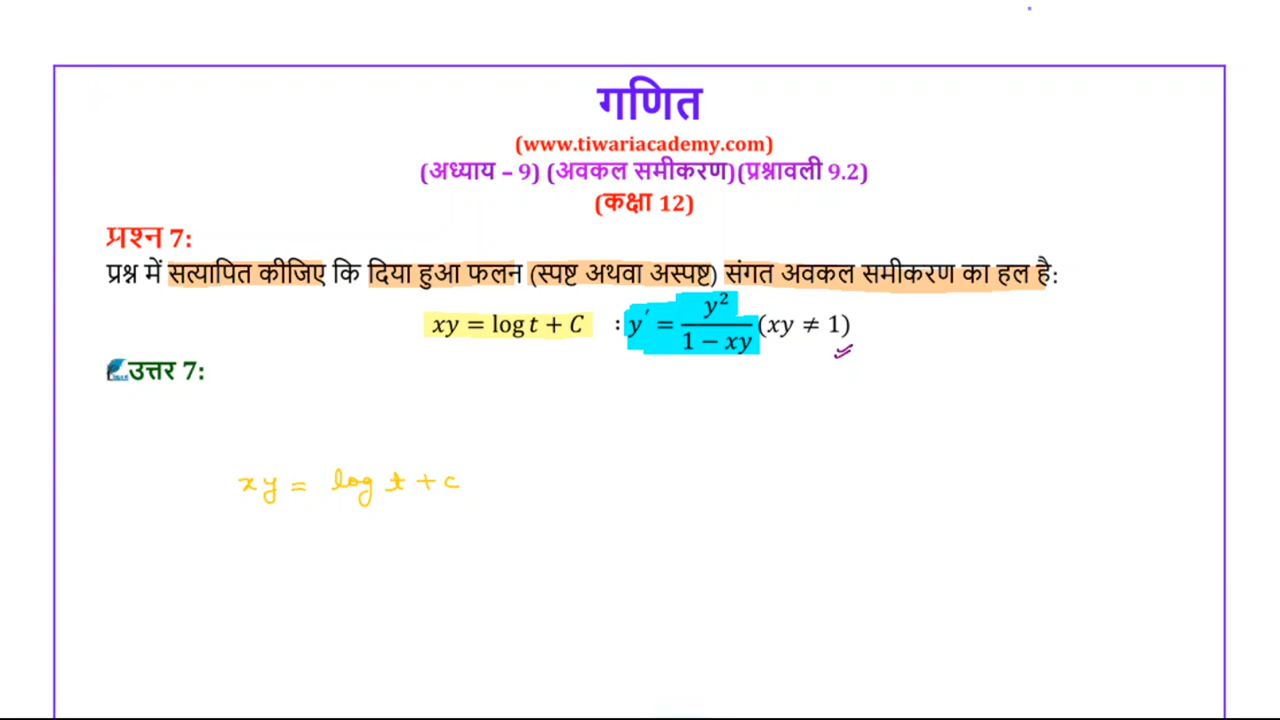 गणित
(www.tiwariacademy.com)
(अध्याय – 9) (अवकल समीकरण)(प्रश्नावली 9.2)
(कक्षा 12)
प्रश्न 7:
प्रश्न में सत्यापित कीजिए कि दिया हुआ फलन (स्पष्ट अथवा अस्पष्ट) संगत अवकल समीकरण का हल है:
xy = log t + C : y′ = y²/(1 − xy) (xy ≠ 1)
उत्तर 7:
xy = log t + c